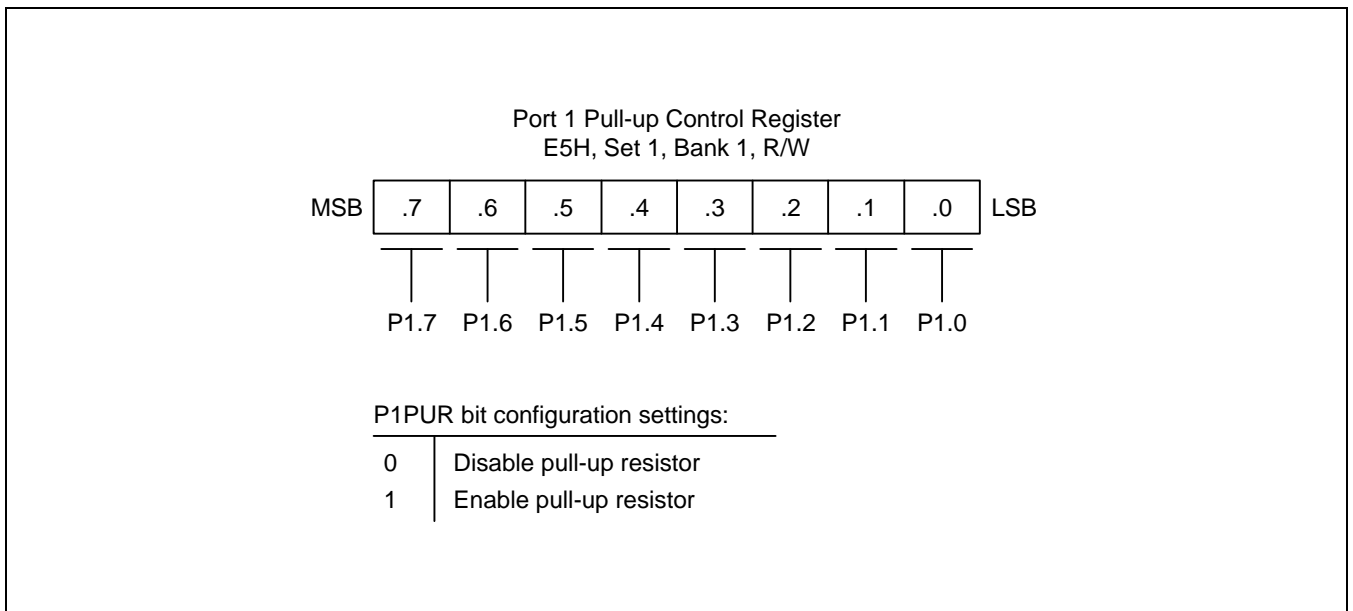 Port 1 Pull-up Control Register
E5H, Set 1, Bank 1, R/W
MSB .7 .6 .5 .4 .3 .2 .1 .0 LSB
P1.7 P1.6 P1.5 P1.4 P1.3 P1.2 P1.1 P1.0
P1PUR bit configuration settings:
0 Disable pull-up resistor
1 Enable pull-up resistor